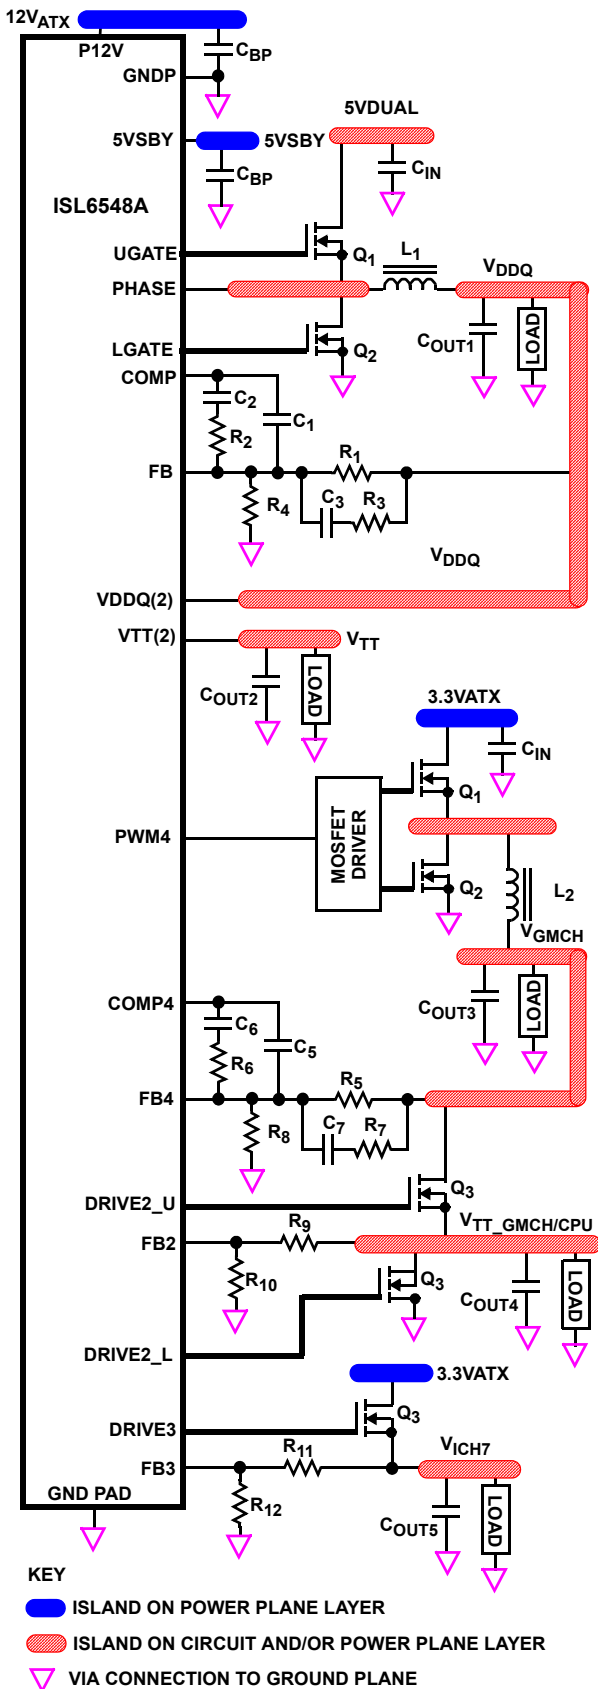 12VATX
P12V
CBP
GNDP
5VDUAL
5VSBY
5VSBY
CIN
CBP
ISL6548A
UGATE
Q1
L1
VDDQ
PHASE
COUT1
LOAD
LGATE
Q2
COMP
C2
C1
R2
R1
FB
C3
R3
R4
VDDQ
VDDQ(2)
VTT(2)
VTT
COUT2
LOAD
3.3VATX
CIN
Q1
MOSFET
DRIVER
PWM4
Q2
L2
VGMCH
COMP4
COUT3
LOAD
C6
C5
R6
R5
FB4
C7
R7
R8
Q3
DRIVE2_U
VTT_GMCH/CPU
R9
FB2
R10
Q3
COUT4
LOAD
DRIVE2_L
3.3VATX
DRIVE3
Q3
R11
VICH7
FB3
GND PAD
R12
COUT5
LOAD
KEY
ISLAND ON POWER PLANE LAYER
ISLAND ON CIRCUIT AND/OR POWER PLANE LAYER
VIA CONNECTION TO GROUND PLANE